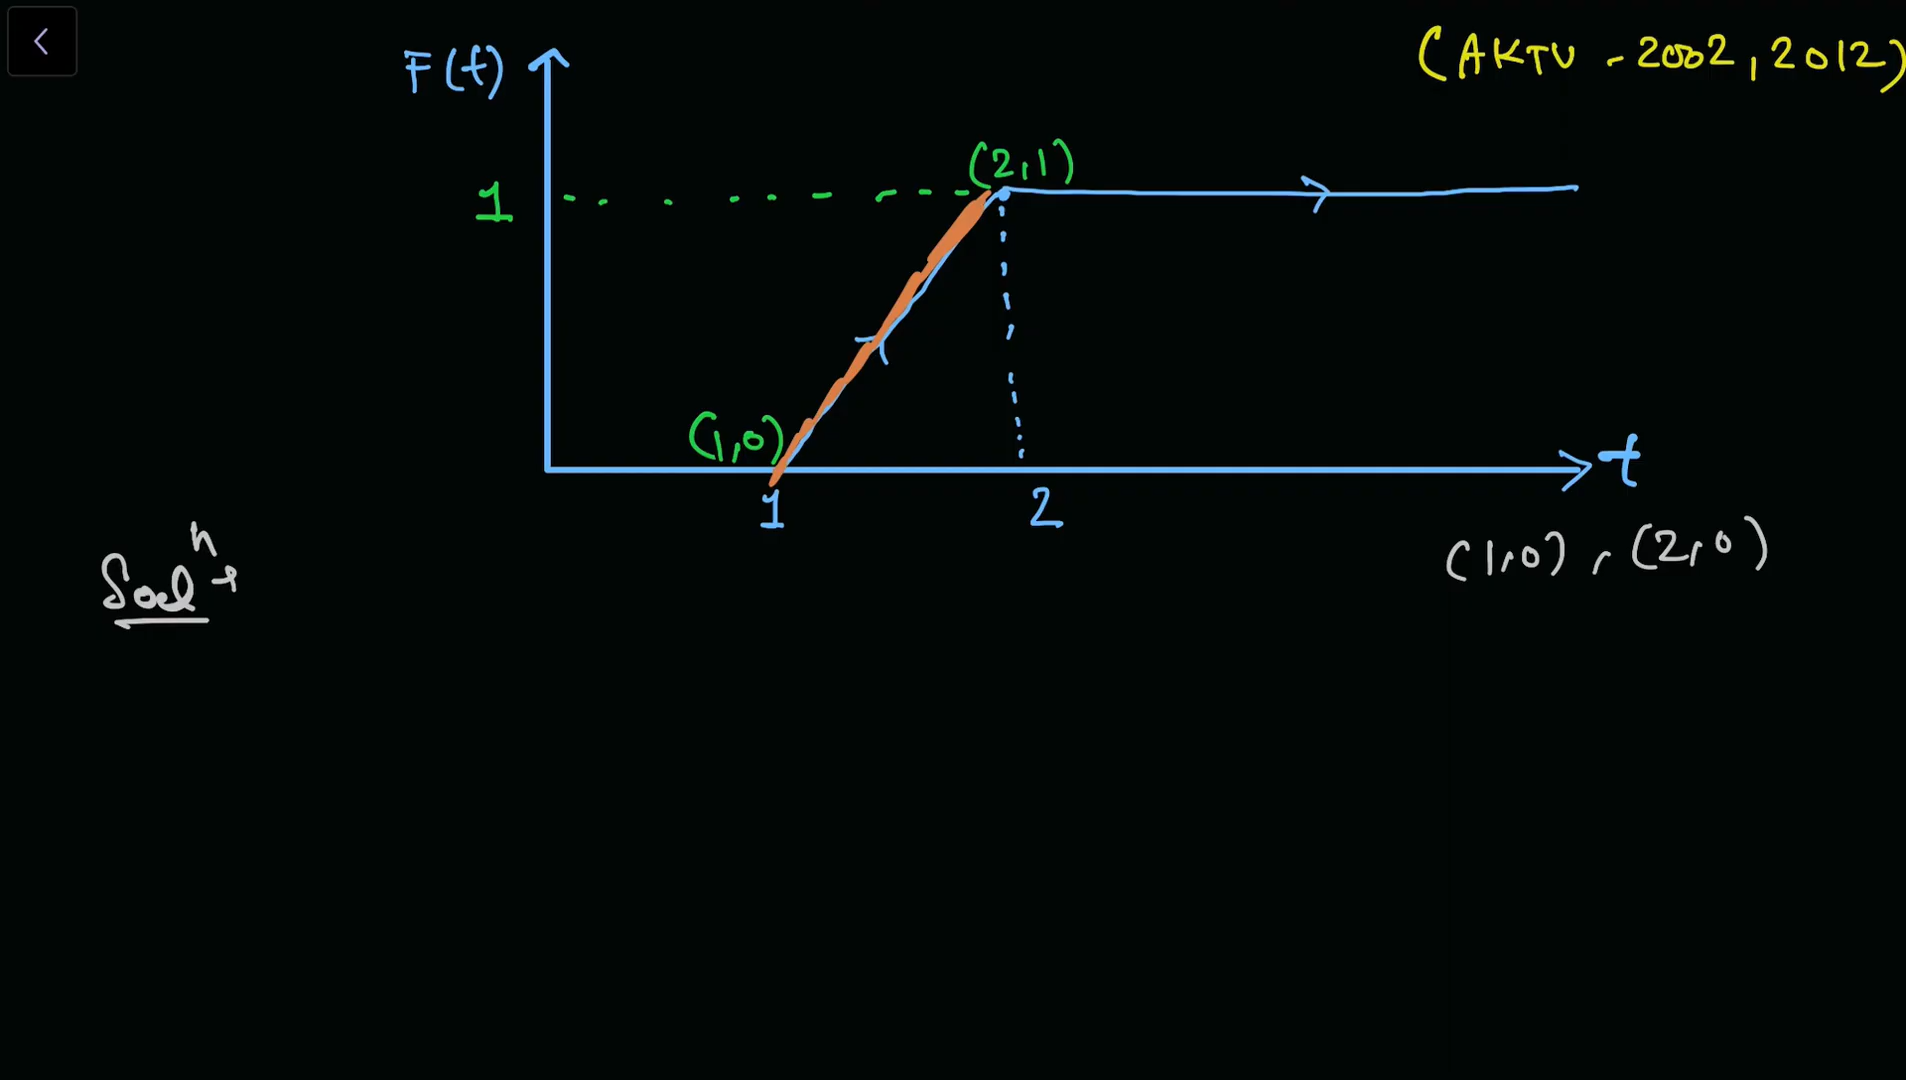 (AKTU - 2002, 2012)
F(t)
(2,1)
1
(1,0)
t
1
2
(1,0), (2,0)
Soln